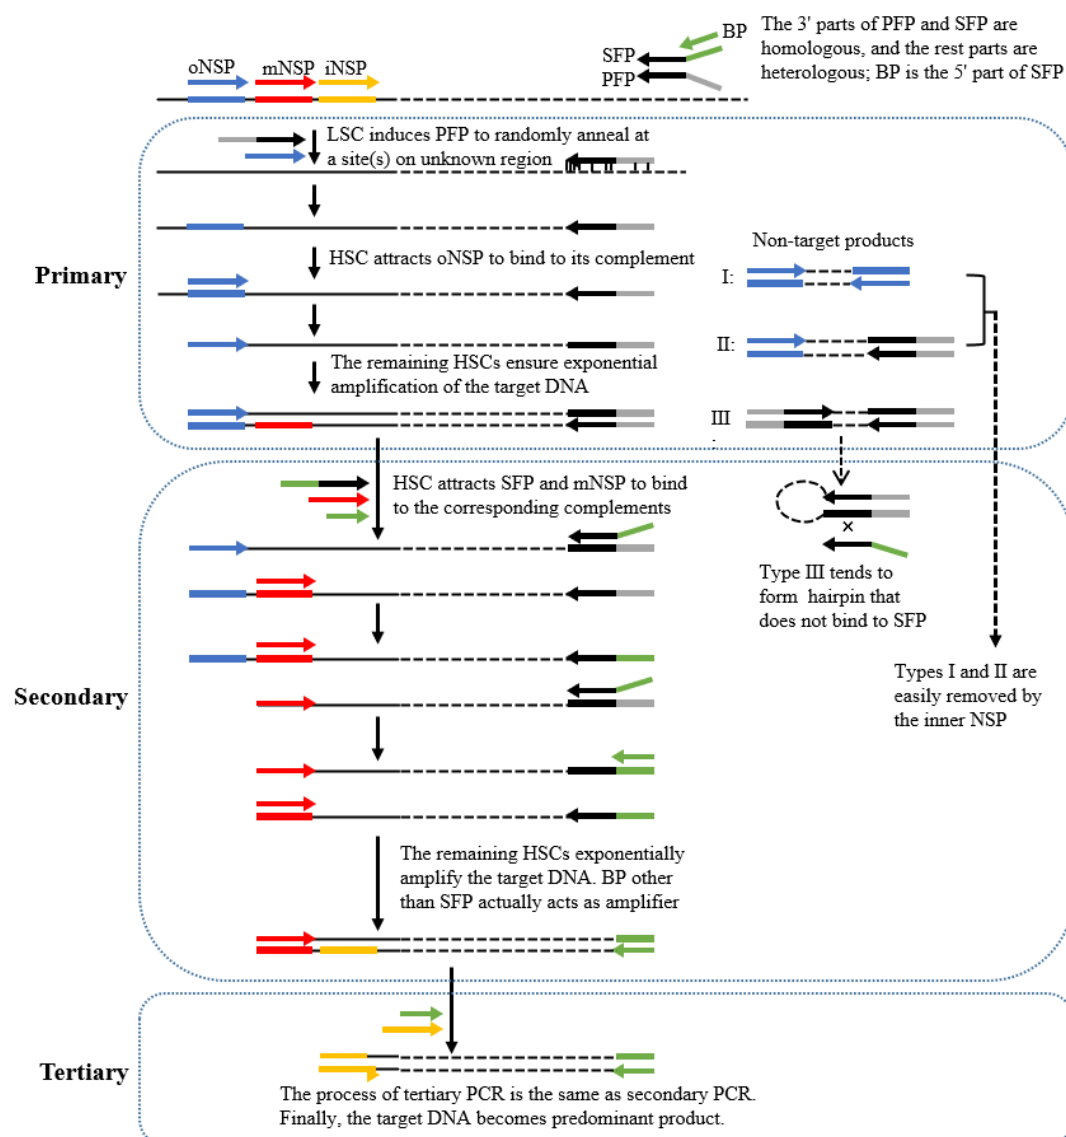 BP
The 3' parts of PFP and SFP are
homologous, and the rest parts are
heterologous; BP is the 5' part of SFP
SFP
PFP
oNSP mNSP iNSP
LSC induces PFP to randomly anneal at
a site(s) on unknown region
Primary
HSC attracts oNSP to bind to its complement
The remaining HSCs ensure exponential
amplification of the target DNA
Non-target products
I:
II:
III
.
HSC attracts SFP and mNSP to bind
to the corresponding complements
×
Type III tends to
form hairpin that
does not bind to SFP
Types I and II are
easily removed by
the inner NSP
Secondary
The remaining HSCs exponentially
amplify the target DNA. BP other
than SFP actually acts as amplifier
Tertiary
The process of tertiary PCR is the same as secondary PCR.
Finally, the target DNA becomes predominant product.